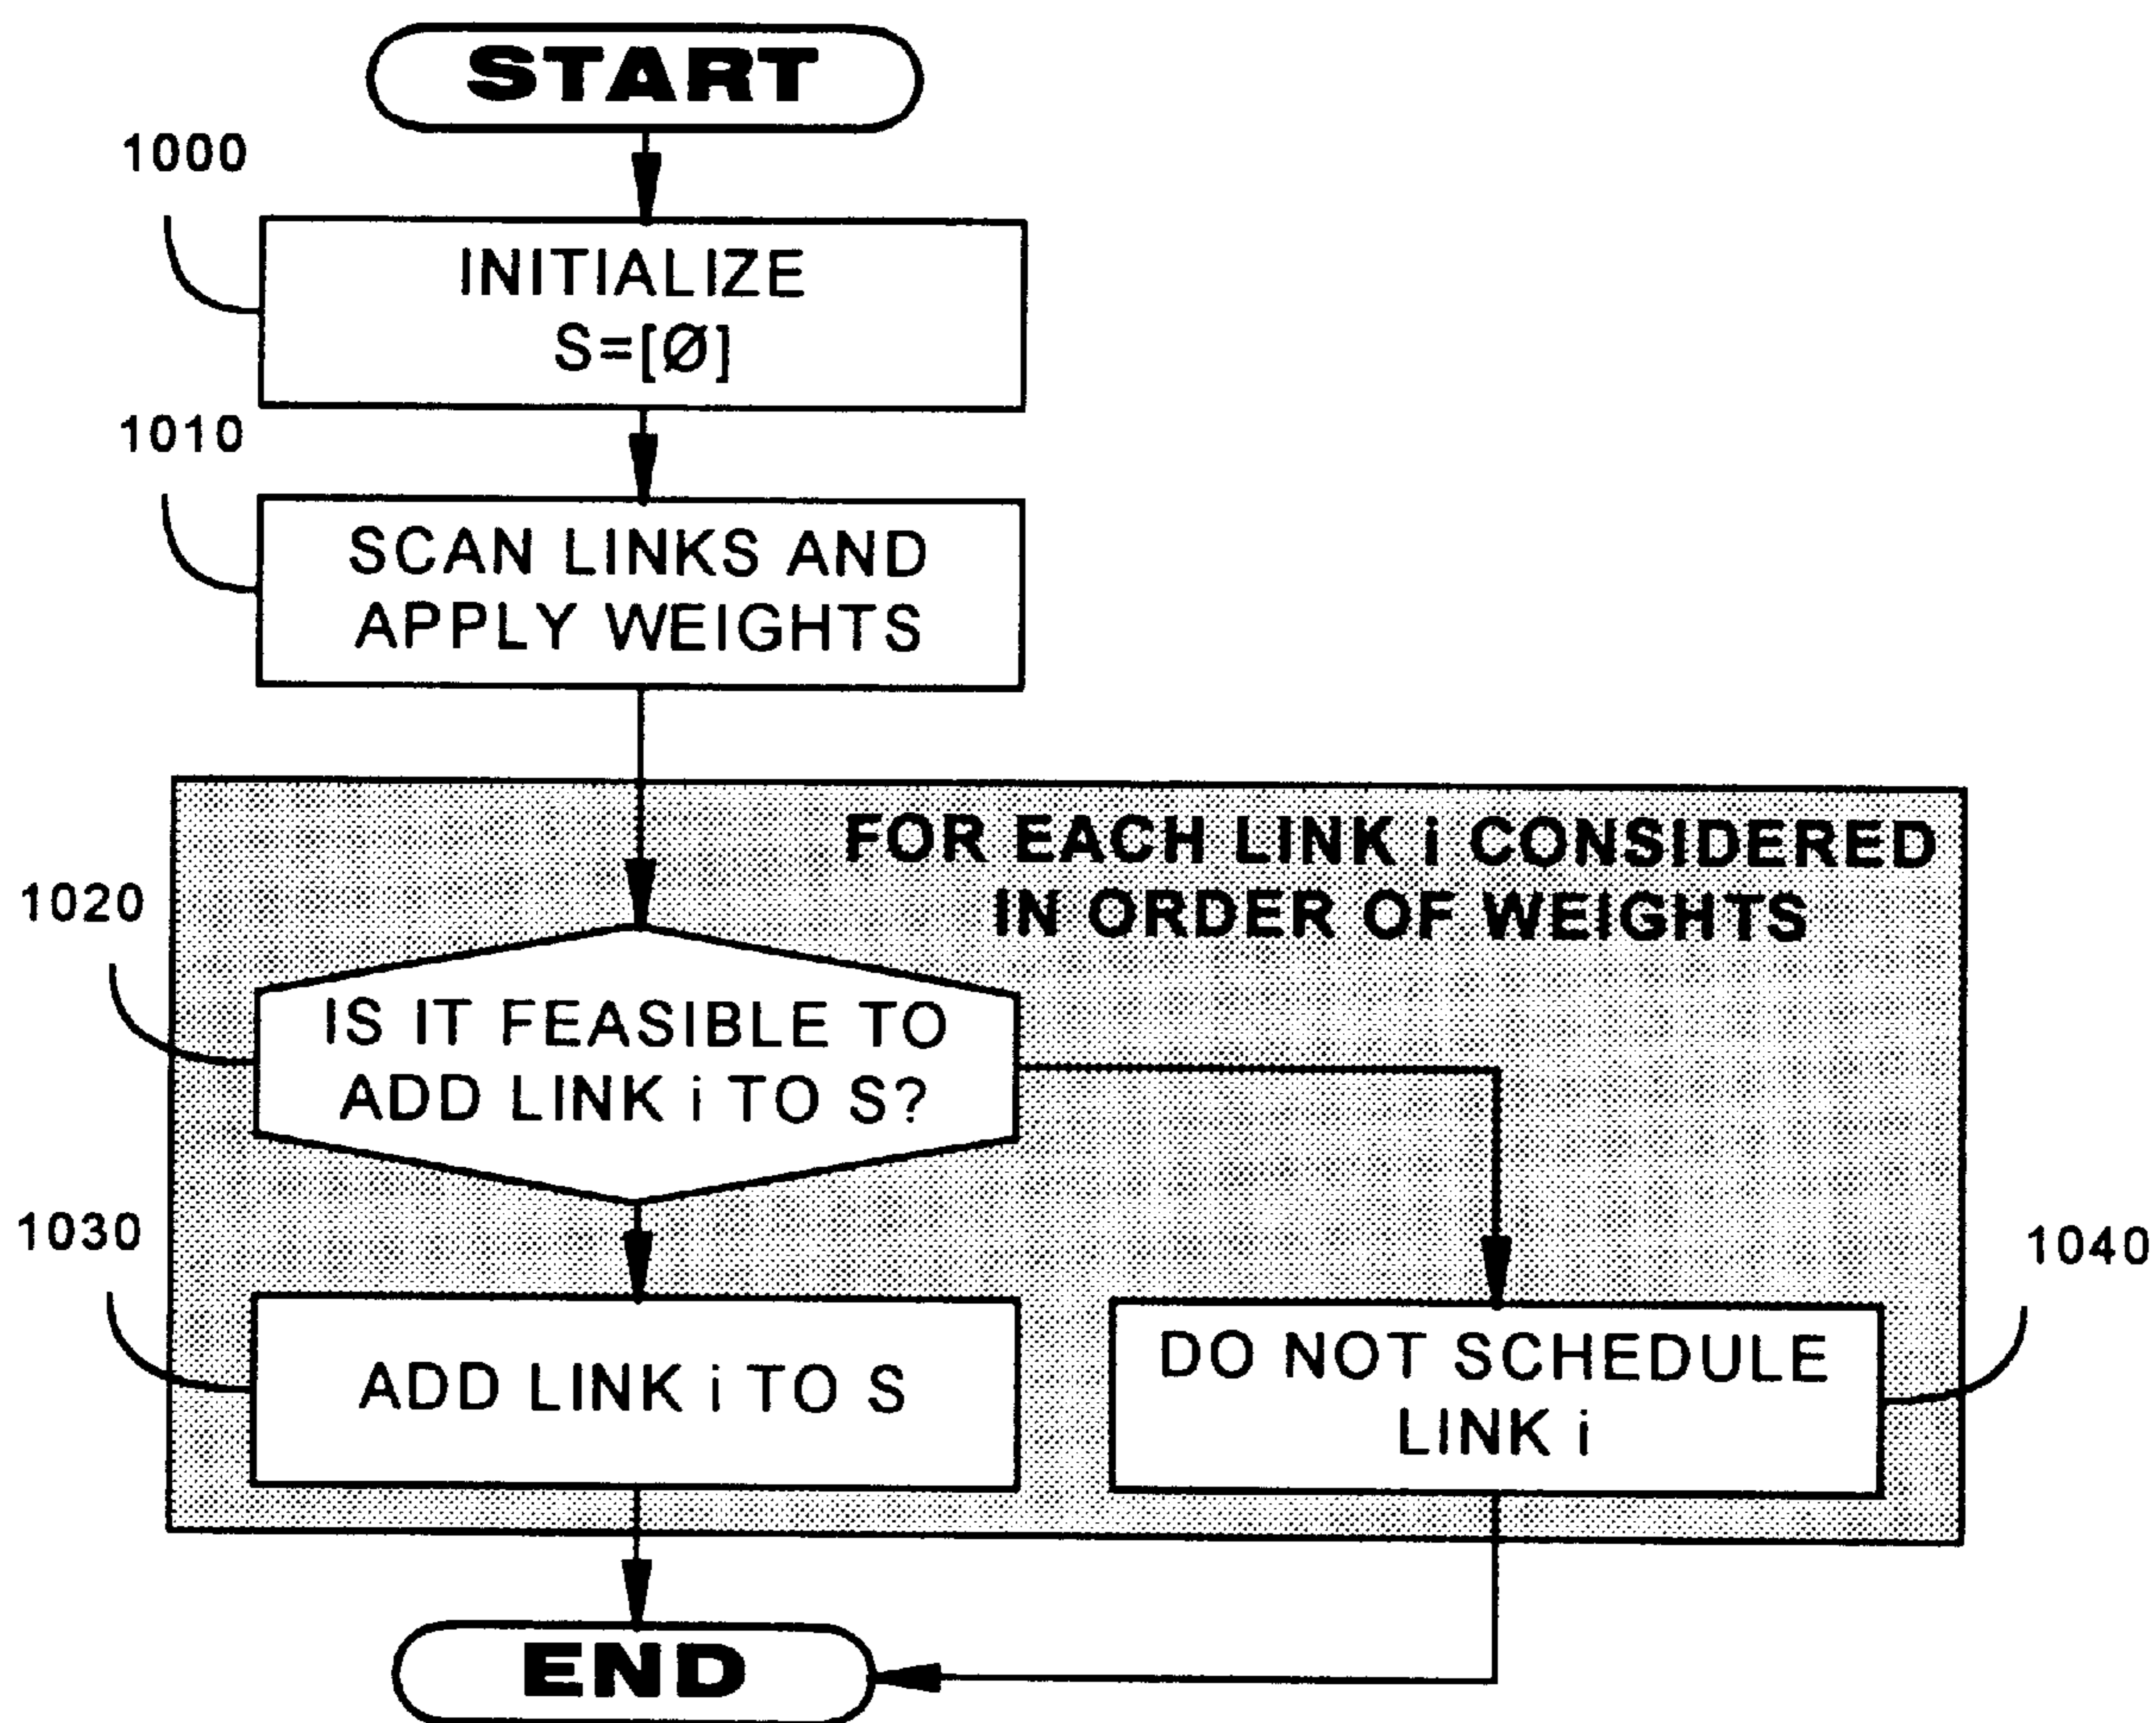 START
1000
INITIALIZE
S=[Ø]
1010
SCAN LINKS AND
APPLY WEIGHTS
FOR EACH LINK i CONSIDERED
IN ORDER OF WEIGHTS
1020
IS IT FEASIBLE TO
ADD LINK i TO S?
1030
ADD LINK i TO S
1040
DO NOT SCHEDULE
LINK i
END